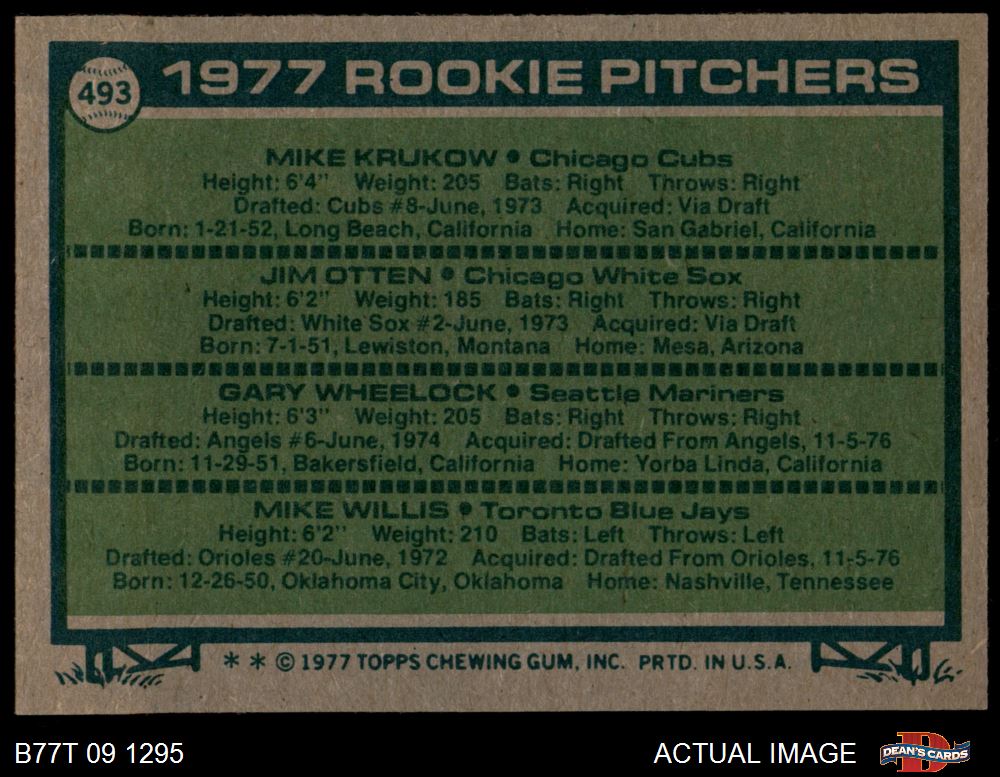 493
1977 ROOKIE PITCHERS
MIKE KRUKOW • Chicago Cubs
Height: 6'4" Weight: 205 Bats: Right Throws: Right
Drafted: Cubs #8-June, 1973 Acquired: Via Draft
Born: 1-21-52, Long Beach, California Home: San Gabriel, California
JIM OTTEN • Chicago White Sox
Height: 6'2" Weight: 185 Bats: Right Throws: Right
Drafted: White Sox #2-June, 1973 Acquired: Via Draft
Born: 7-1-51, Lewiston, Montana Home: Mesa, Arizona
GARY WHEELOCK • Seattle Mariners
Height: 6'3" Weight: 205 Bats: Right Throws: Right
Drafted: Angels #6-June, 1974 Acquired: Drafted From Angels, 11-5-76
Born: 11-29-51, Bakersfield, California Home: Yorba Linda, California
MIKE WILLIS • Toronto Blue Jays
Height: 6'2" Weight: 210 Bats: Left Throws: Left
Drafted: Orioles #20-June, 1972 Acquired: Drafted From Orioles, 11-5-76
Born: 12-26-50, Oklahoma City, Oklahoma Home: Nashville, Tennessee
* * © 1977 TOPPS CHEWING GUM, INC. PRTD. IN U.S.A.
B77T 09 1295
ACTUAL IMAGE
D
DEAN'S CARDS